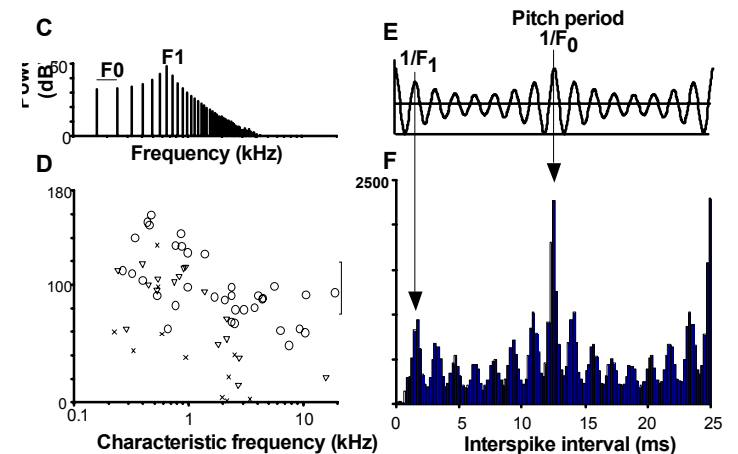 C
50
(dB
0
F0
F1
Frequency (kHz)
D
180
100
0
0.1
1
10
Characteristic frequency (kHz)
E
Pitch period
1/F0
1/F1
F
2500
0
5
10
15
20
25
Interspike interval (ms)